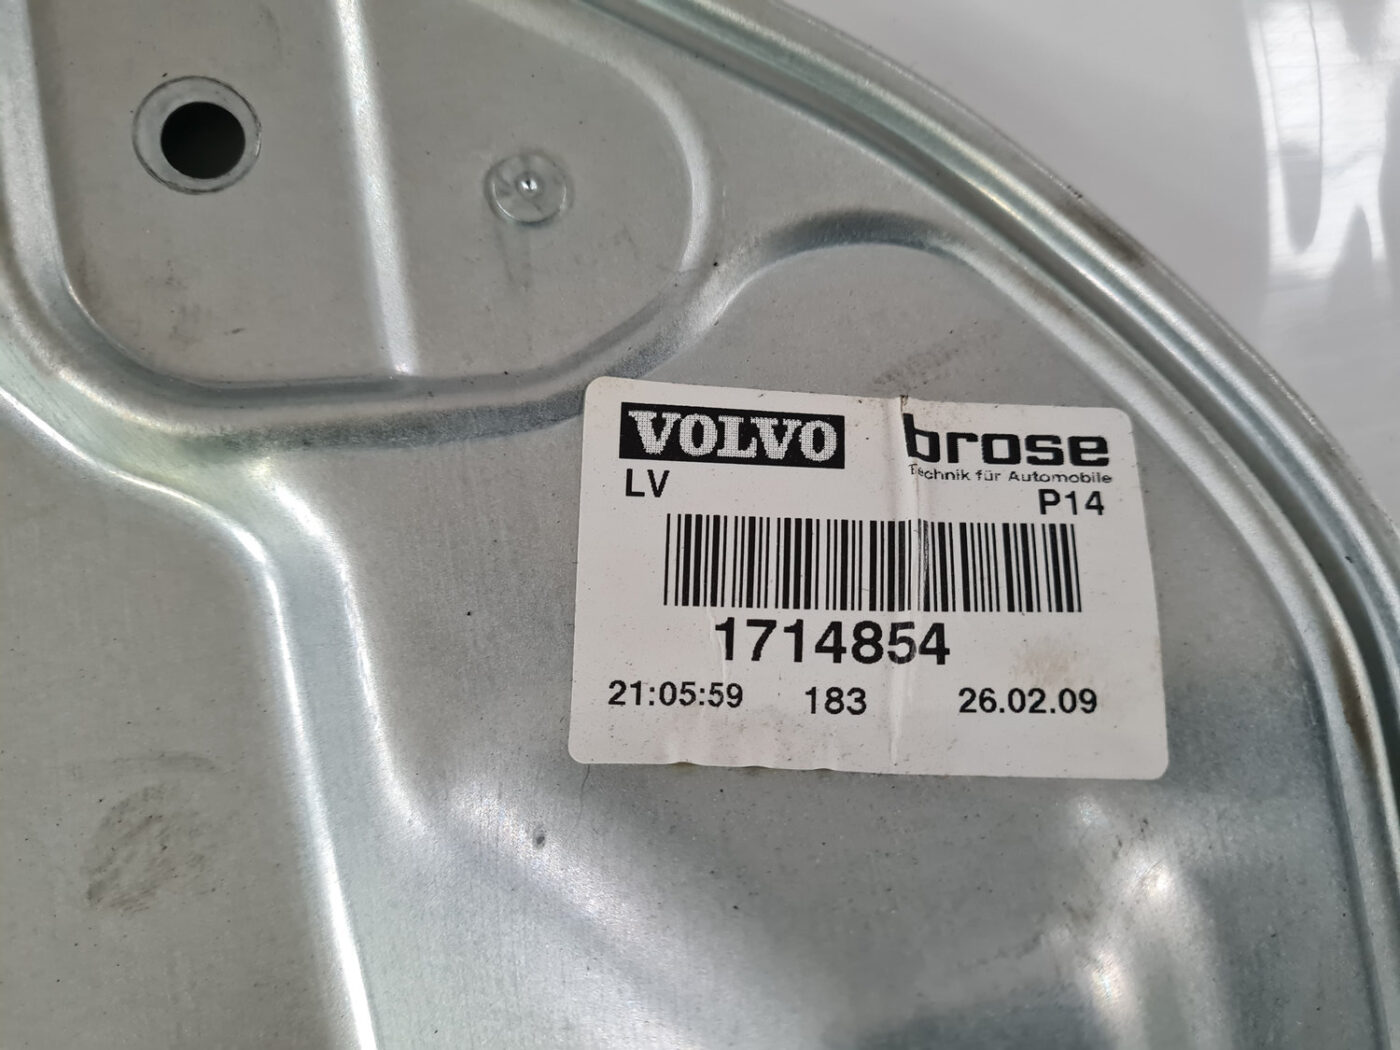 VOLVO brose
Technik für Automobile
LV P14
1714854
21:05:59 183 26.02.09